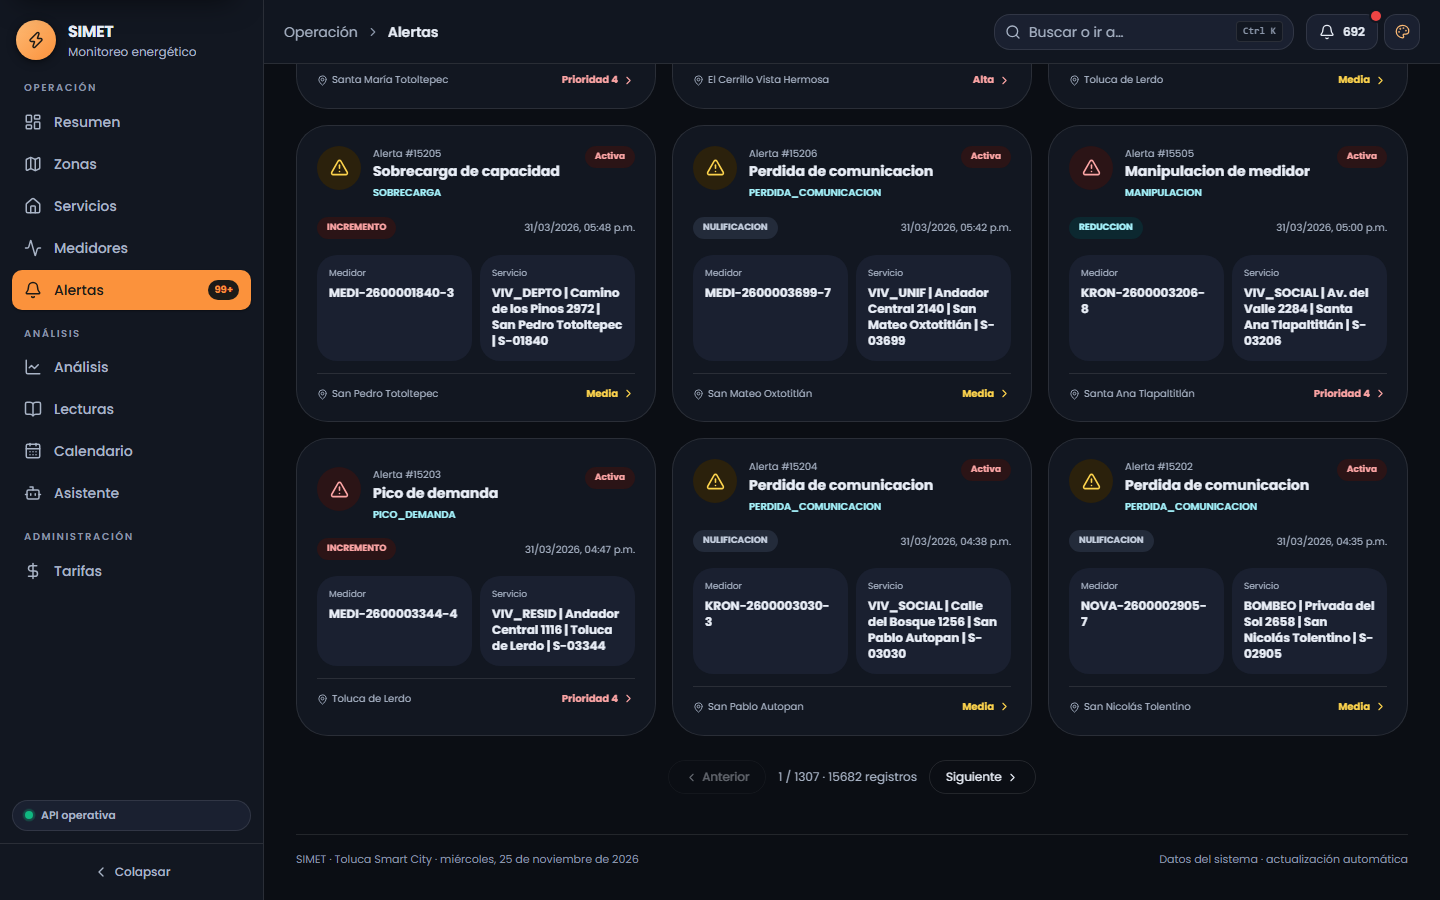 SIMET
Monitoreo energético
OPERACIÓN
Resumen
Zonas
Servicios
Medidores
Alertas
99+
ANÁLISIS
Análisis
Lecturas
Calendario
Asistente
ADMINISTRACIÓN
Tarifas
API operativa
Colapsar
Operación > Alertas
Buscar o ir a...
Ctrl K
692
Santa María Totoltepec
Prioridad 4
El Cerrillo Vista Hermosa
Alta
Toluca de Lerdo
Media
Alerta #15205
Activa
Sobrecarga de capacidad
SOBRECARGA
INCREMENTO
31/03/2026, 05:48 p.m.
Medidor
MEDI-2600001840-3
Servicio
VIV_DEPTO | Camino
de los Pinos 2972 |
San Pedro Totoltepec
| S-01840
San Pedro Totoltepec
Media
Alerta #15206
Activa
Perdida de comunicacion
PERDIDA_COMUNICACION
NULIFICACION
31/03/2026, 05:42 p.m.
Medidor
MEDI-2600003699-7
Servicio
VIV_UNIF | Andador
Central 2140 | San
Mateo Oxtotitlán | S-
03699
San Mateo Oxtotitlán
Media
Alerta #15505
Activa
Manipulacion de medidor
MANIPULACION
REDUCCION
31/03/2026, 05:00 p.m.
Medidor
KRON-2600003206-
8
Servicio
VIV_SOCIAL | Av. del
Valle 2284 | Santa
Ana Tlapaltitlán | S-
03206
Santa Ana Tlapaltitlán
Prioridad 4
Alerta #15203
Activa
Pico de demanda
PICO_DEMANDA
INCREMENTO
31/03/2026, 04:47 p.m.
Medidor
MEDI-2600003344-4
Servicio
VIV_RESID | Andador
Central 1116 | Toluca
de Lerdo | S-03344
Toluca de Lerdo
Prioridad 4
Alerta #15204
Activa
Perdida de comunicacion
PERDIDA_COMUNICACION
NULIFICACION
31/03/2026, 04:38 p.m.
Medidor
KRON-2600003030-
3
Servicio
VIV_SOCIAL | Calle
del Bosque 1256 | San
Pablo Autopan | S-
03030
San Pablo Autopan
Media
Alerta #15202
Activa
Perdida de comunicacion
PERDIDA_COMUNICACION
NULIFICACION
31/03/2026, 04:35 p.m.
Medidor
NOVA-2600002905-
7
Servicio
BOMBEO | Privada del
Sol 2658 | San
Nicolás Tolentino | S-
02905
San Nicolás Tolentino
Media
Anterior
1 / 1307 · 15682 registros
Siguiente
SIMET · Toluca Smart City · miércoles, 25 de noviembre de 2026
Datos del sistema · actualización automática